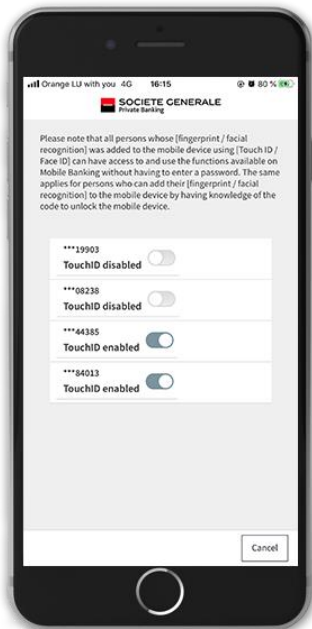 Orange LU with you 4G 16:15 80 %
SOCIETE GENERALE
Private Banking
Please note that all persons whose [fingerprint / facial
recognition] was added to the mobile device using [Touch ID /
Face ID] can have access to and use the functions available on
Mobile Banking without having to enter a password. The same
applies for persons who can add their [fingerprint / facial
recognition] to the mobile device by having knowledge of the
code to unlock the mobile device.
***19903
TouchID disabled
***08238
TouchID disabled
***44385
TouchID enabled
***84013
TouchID enabled
Cancel